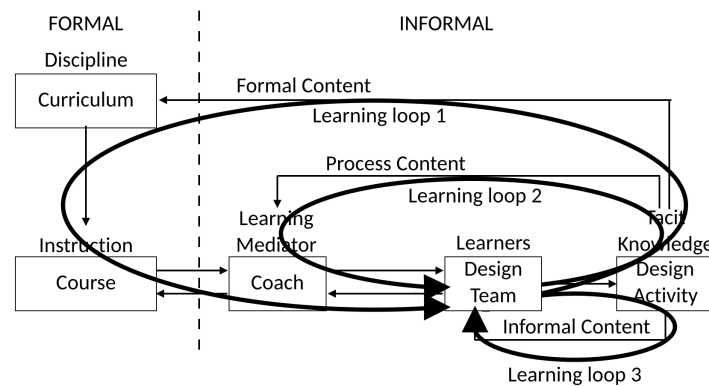 FORMAL
INFORMAL
Discipline
Curriculum
Formal Content
Learning loop 1
Process Content
Learning loop 2
Learning
Mediator
Instruction
Course
Coach
Learners
Design
Team
Tacit
Knowledge
Design
Activity
Informal Content
Learning loop 3